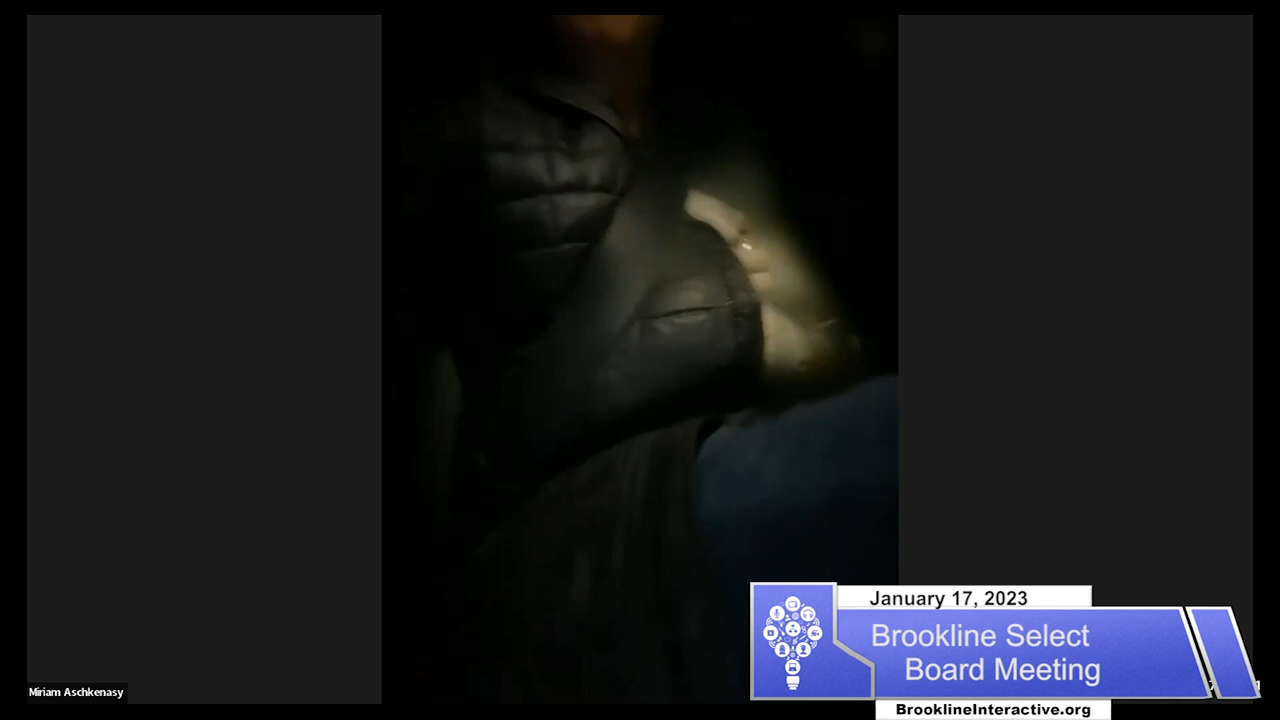 Miriam Aschkenasy
January 17, 2023
Brookline Select
Board Meeting
BrooklineInteractive.org